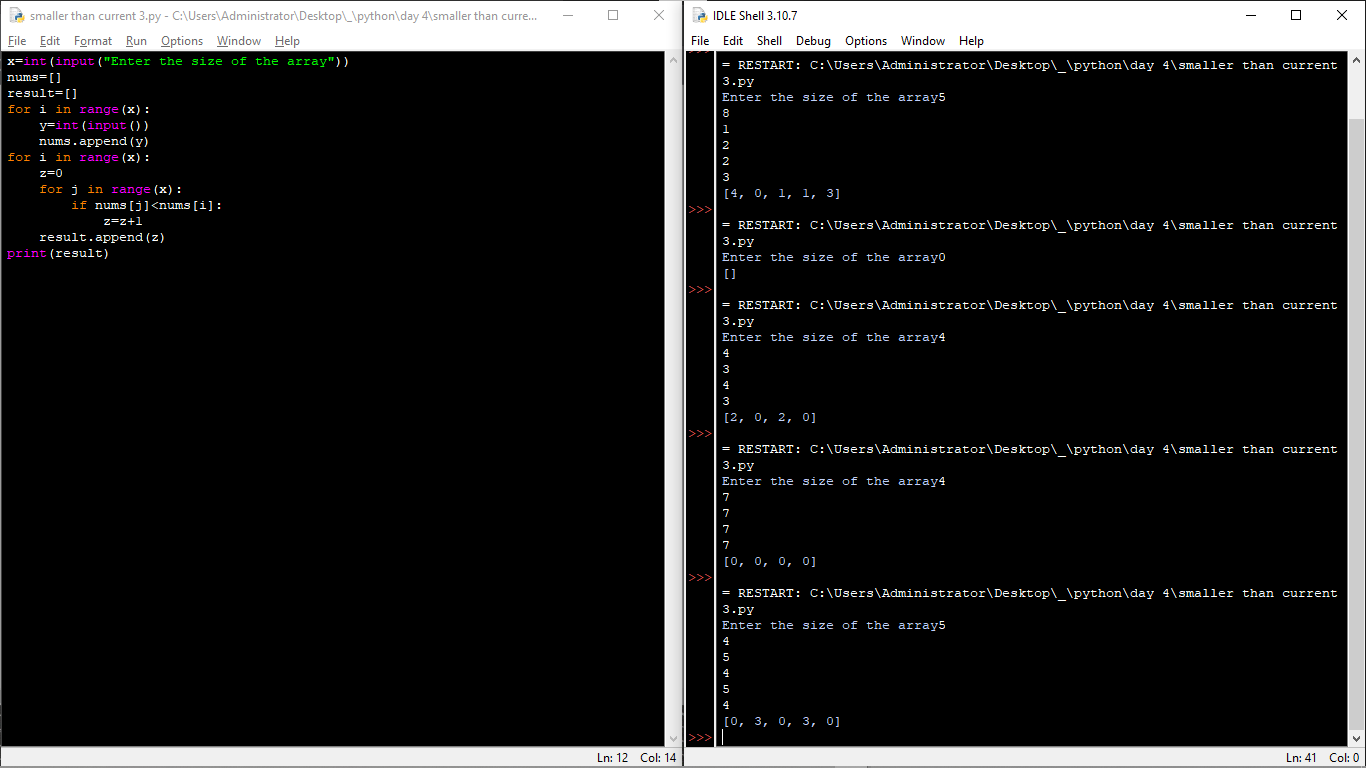 smaller than current 3.py - C:\Users\Administrator\Desktop\_\python\day 4\smaller than curre...
File Edit Format Run Options Window Help
x=int(input("Enter the size of the array"))
nums=[]
result=[]
for i in range(x):
    y=int(input())
    nums.append(y)
for i in range(x):
    z=0
    for j in range(x):
        if nums[j]<nums[i]:
            z=z+1
    result.append(z)
print(result)
Ln: 12 Col: 14
IDLE Shell 3.10.7
File Edit Shell Debug Options Window Help
= RESTART: C:\Users\Administrator\Desktop\_\python\day 4\smaller than current
3.py
Enter the size of the array5
8
1
2
2
3
[4, 0, 1, 1, 3]
>>>
= RESTART: C:\Users\Administrator\Desktop\_\python\day 4\smaller than current
3.py
Enter the size of the array0
[]
>>>
= RESTART: C:\Users\Administrator\Desktop\_\python\day 4\smaller than current
3.py
Enter the size of the array4
4
3
4
3
[2, 0, 2, 0]
>>>
= RESTART: C:\Users\Administrator\Desktop\_\python\day 4\smaller than current
3.py
Enter the size of the array4
7
7
7
7
[0, 0, 0, 0]
>>>
= RESTART: C:\Users\Administrator\Desktop\_\python\day 4\smaller than current
3.py
Enter the size of the array5
4
5
4
5
4
[0, 3, 0, 3, 0]
>>>
Ln: 41 Col: 0